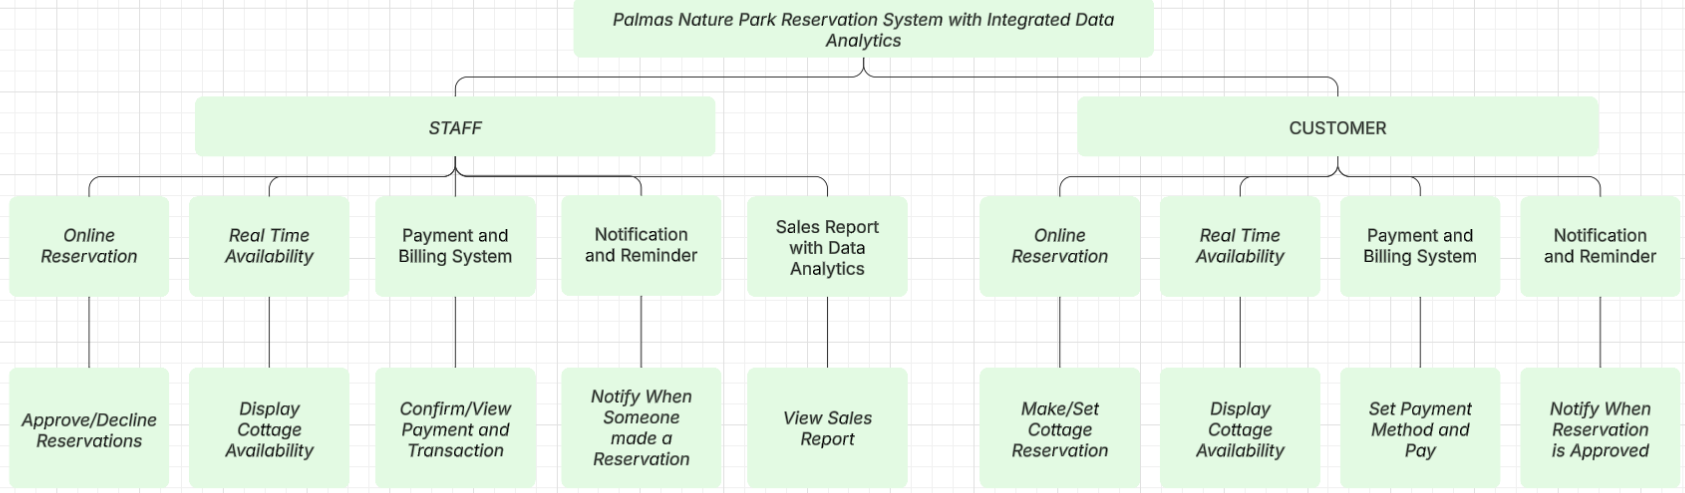 Palmas Nature Park Reservation System with Integrated Data
Analytics
STAFF
CUSTOMER
Online
Reservation
Real Time
Availability
Payment and
Billing System
Notification
and Reminder
Sales Report
with Data
Analytics
Online
Reservation
Real Time
Availability
Payment and
Billing System
Notification
and Reminder
Approve/Decline
Reservations
Display
Cottage
Availability
Confirm/View
Payment and
Transaction
Notify When
Someone
made a
Reservation
View Sales
Report
Make/Set
Cottage
Reservation
Display
Cottage
Availability
Set Payment
Method and
Pay
Notify When
Reservation
is Approved